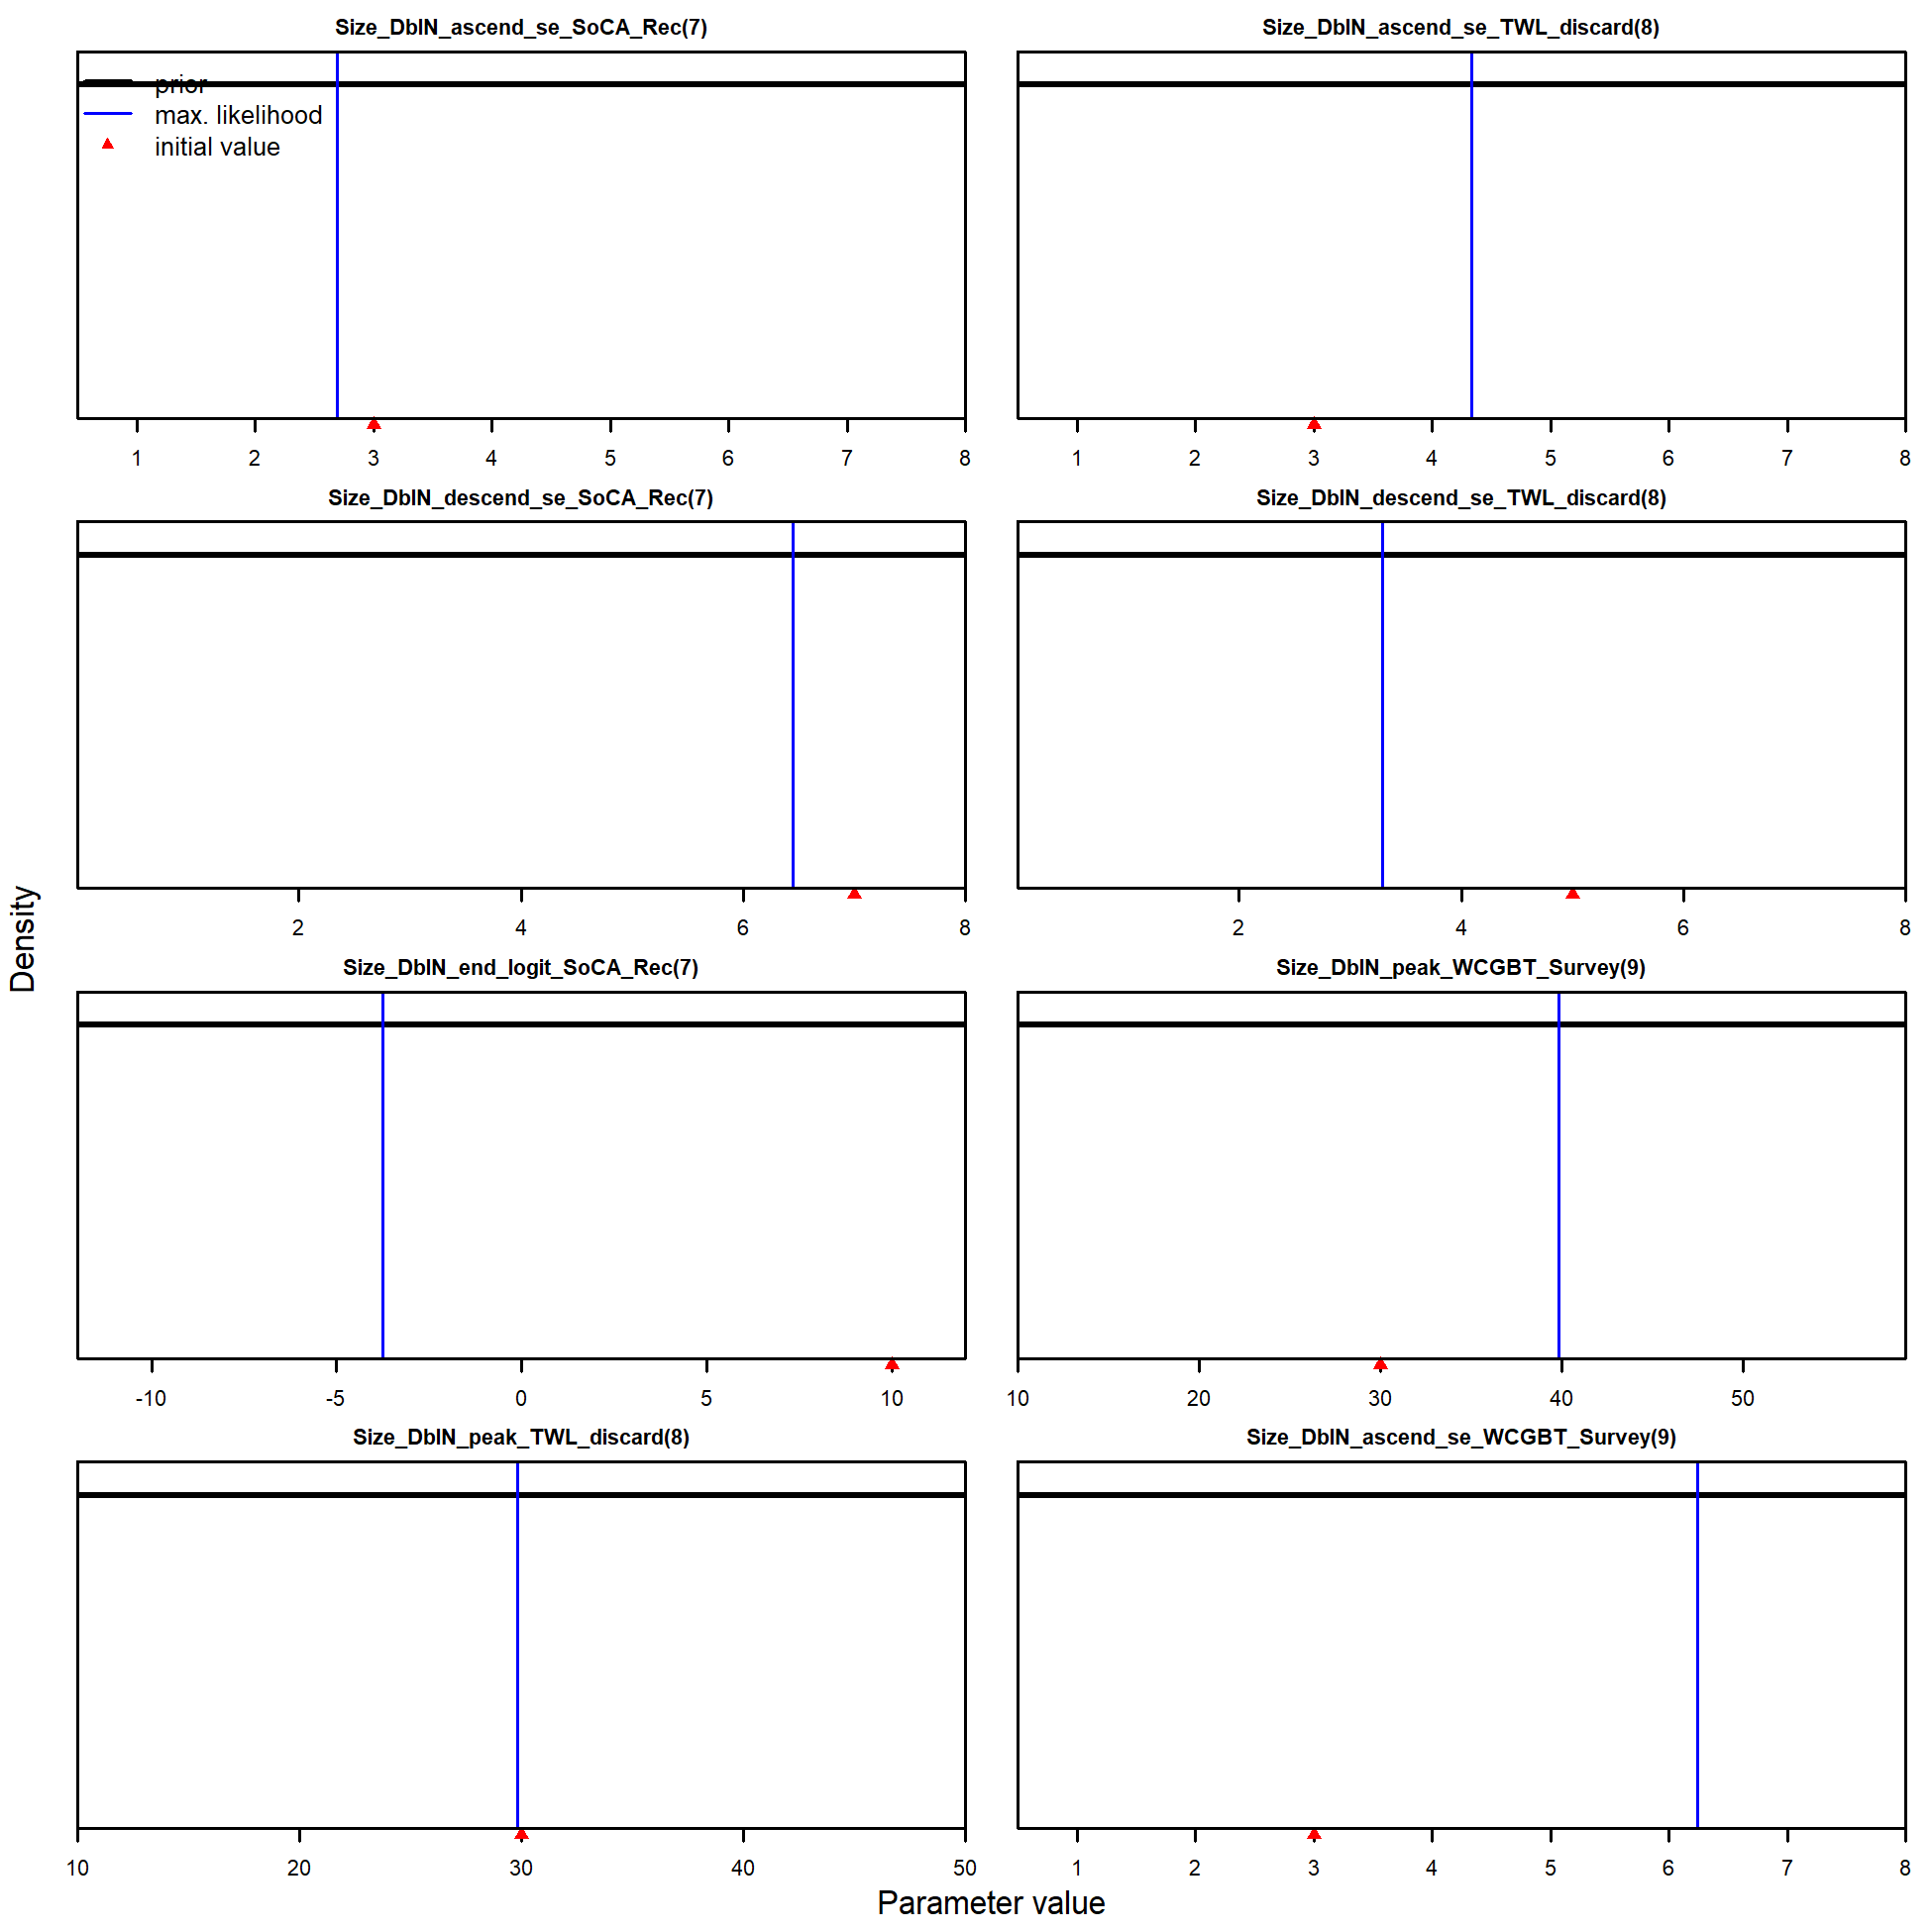 Size_DblN_ascend_se_SoCA_Rec(7)
prior
max. likelihood
initial value
1 2 3 4 5 6 7 8
Size_DblN_ascend_se_TWL_discard(8)
1 2 3 4 5 6 7 8
Size_DblN_descend_se_SoCA_Rec(7)
2 4 6 8
Size_DblN_descend_se_TWL_discard(8)
2 4 6 8
Size_DblN_end_logit_SoCA_Rec(7)
-10 -5 0 5 10
Size_DblN_peak_WCGBT_Survey(9)
10 20 30 40 50
Size_DblN_peak_TWL_discard(8)
10 20 30 40 50
Size_DblN_ascend_se_WCGBT_Survey(9)
1 2 3 4 5 6 7 8
Density
Parameter value